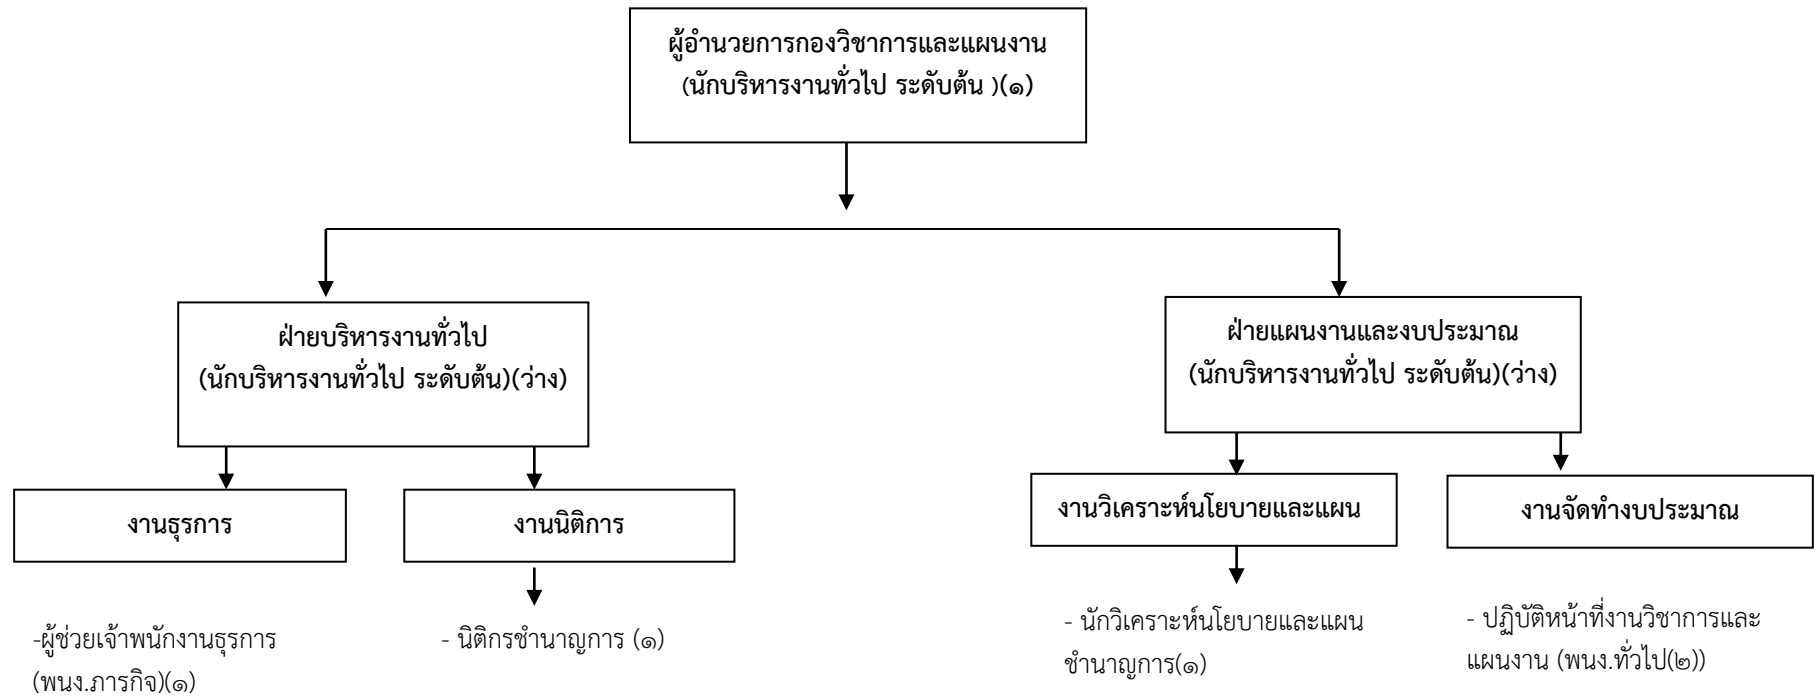 ผู้อำนวยการกองวิชาการและแผนงาน
(นักบริหารงานทั่วไป ระดับต้น )(๑)
ฝ่ายบริหารงานทั่วไป
(นักบริหารงานทั่วไป ระดับต้น)(ว่าง)
ฝ่ายแผนงานและงบประมาณ
(นักบริหารงานทั่วไป ระดับต้น)(ว่าง)
งานธุรการ
งานนิติการ
งานวิเคราะห์นโยบายและแผน
งานจัดทำงบประมาณ
-ผู้ช่วยเจ้าพนักงานธุรการ
(พนง.ภารกิจ)(๑)
- นิติกรชำนาญการ (๑)
- นักวิเคราะห์นโยบายและแผน
ชำนาญการ(๑)
- ปฏิบัติหน้าที่งานวิชาการและ
แผนงาน (พนง.ทั่วไป(๒))